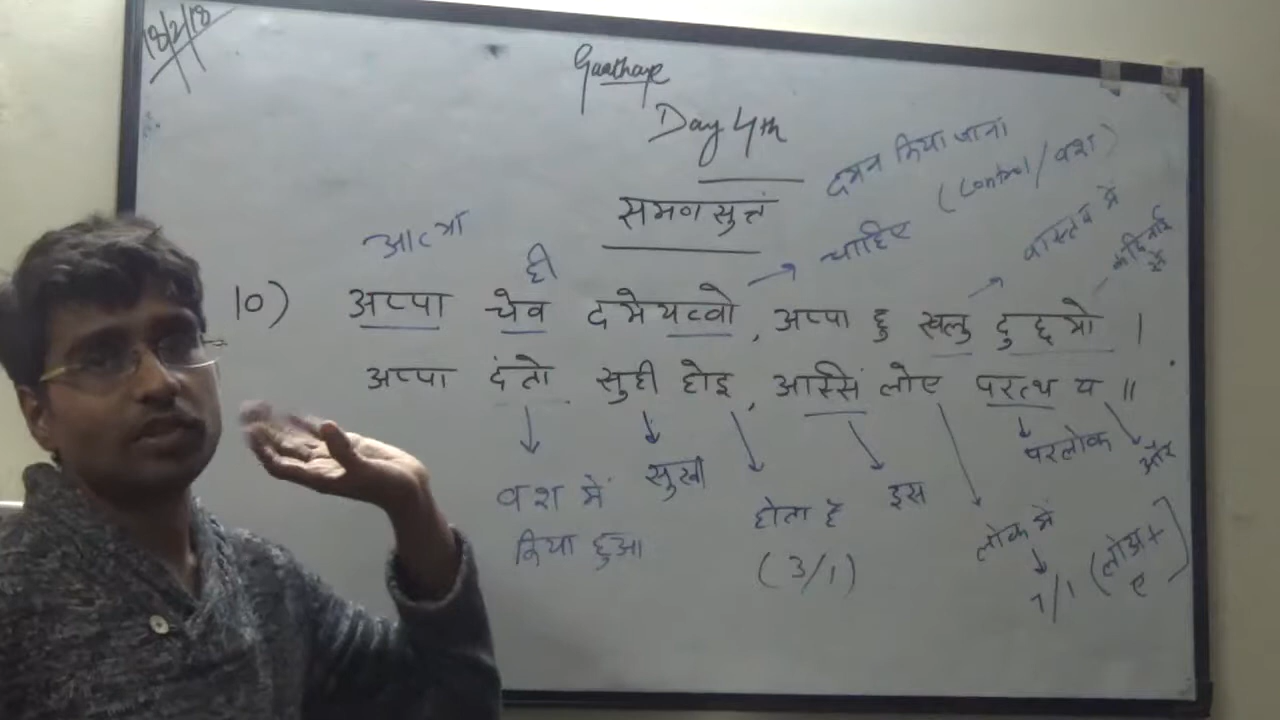 18/2/18
Gaathaye
Day 4th
समणसुत्तं
दमन किया जाना
चाहिए (control/वश)
आत्मा
ही
वास्तव में
कठिनाई से
10) अप्पा चेव दमेयव्वो, अप्पा हु खलु दुद्दमो ।
अप्पा दंतो सुही होइ, अस्सिं लोए परत्थ य ॥
वश में
किया हुआ
सुखी
होता है
(3/1)
इस
लोक में
7/1 (लोअ+
ए)
परलोक
और